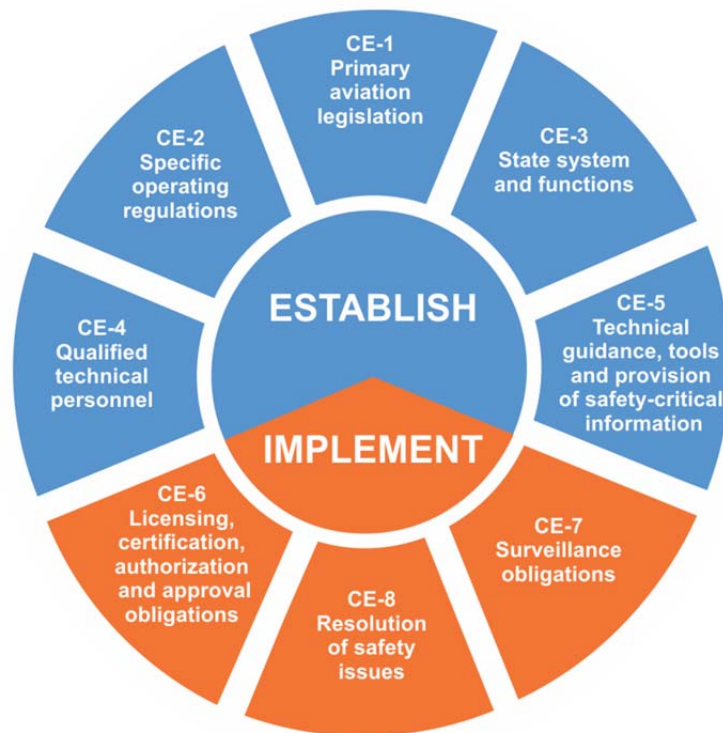 CE-1
Primary
aviation
legislation
CE-2
Specific
operating
regulations
CE-3
State system
and functions
CE-4
Qualified
technical
personnel
ESTABLISH
CE-5
Technical
guidance, tools
and provision
of safety-critical
information
IMPLEMENT
CE-6
Licensing,
certification,
authorization
and approval
obligations
CE-8
Resolution
of safety
issues
CE-7
Surveillance
obligations